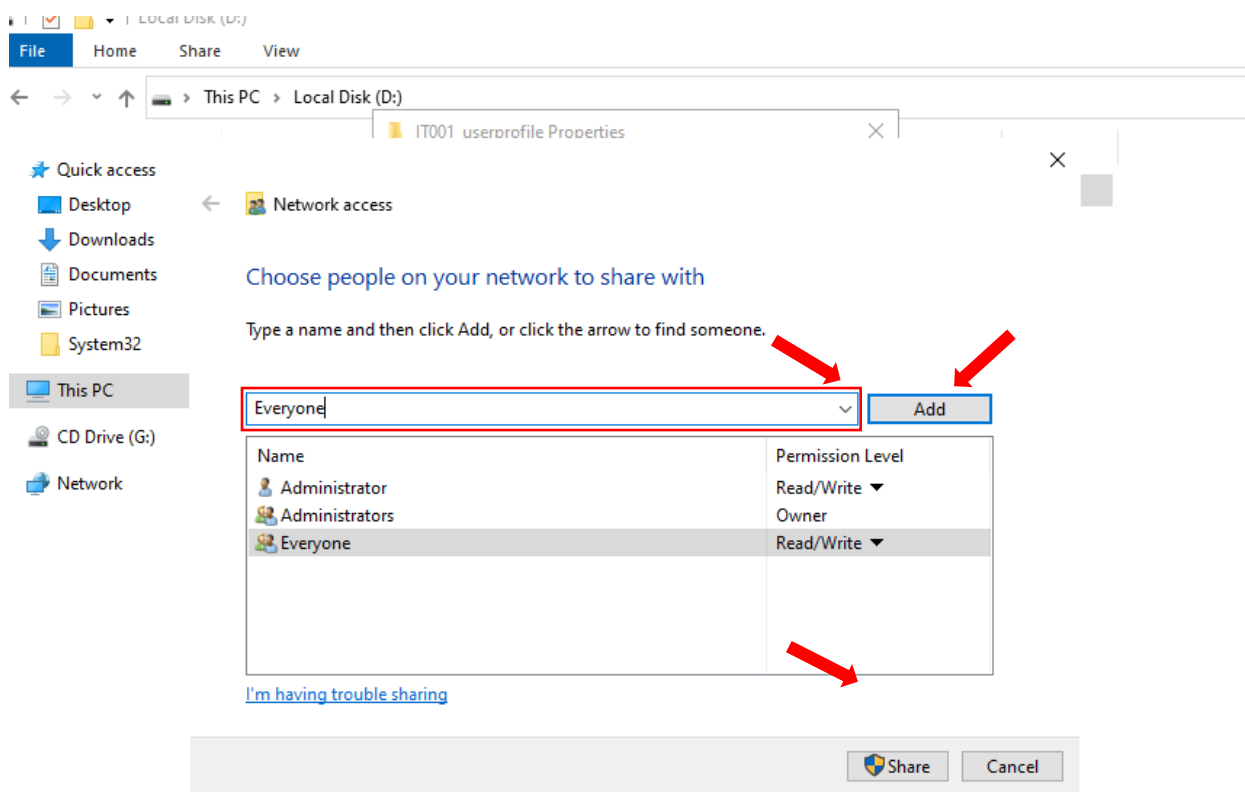 Local Disk (D:)
File Home Share View
This PC > Local Disk (D:)
IT001_userprofile Properties
Quick access
Desktop
Network access
Downloads
Documents
Choose people on your network to share with
Pictures
Type a name and then click Add, or click the arrow to find someone.
System32
This PC
Everyone Add
CD Drive (G:)
Name Permission Level
Network
Administrator Read/Write
Administrators Owner
Everyone Read/Write
I'm having trouble sharing
Share Cancel